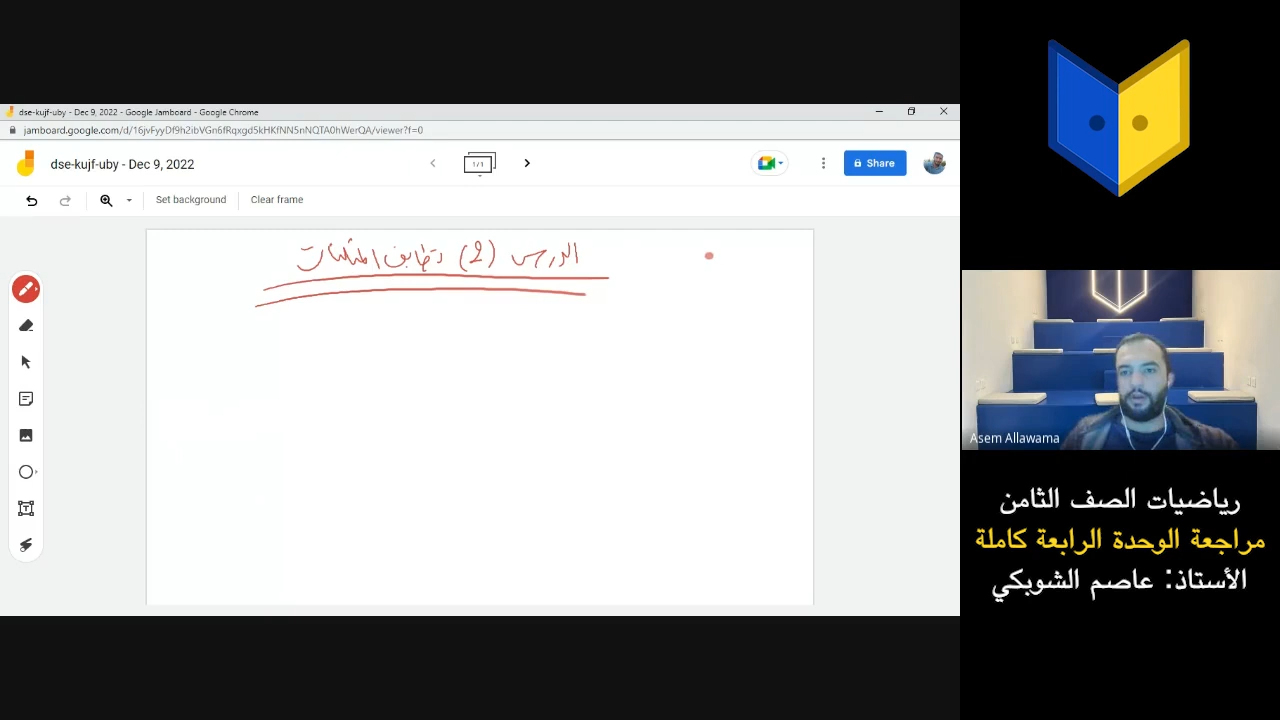 dse-kujf-uby - Dec 9, 2022 - Google Jamboard - Google Chrome
jamboard.google.com/d/16jvFyyDf9h2ibVGn6fRqxgd5kHKfNN5nNQTA0hWerQA/viewer?f=0
dse-kujf-uby - Dec 9, 2022
1/1
Share
Set background
Clear frame
الدرس (2) تطابق المثلثات
Asem Allawama
رياضيات الصف الثامن
مراجعة الوحدة الرابعة كاملة
الأستاذ: عاصم الشوبكي